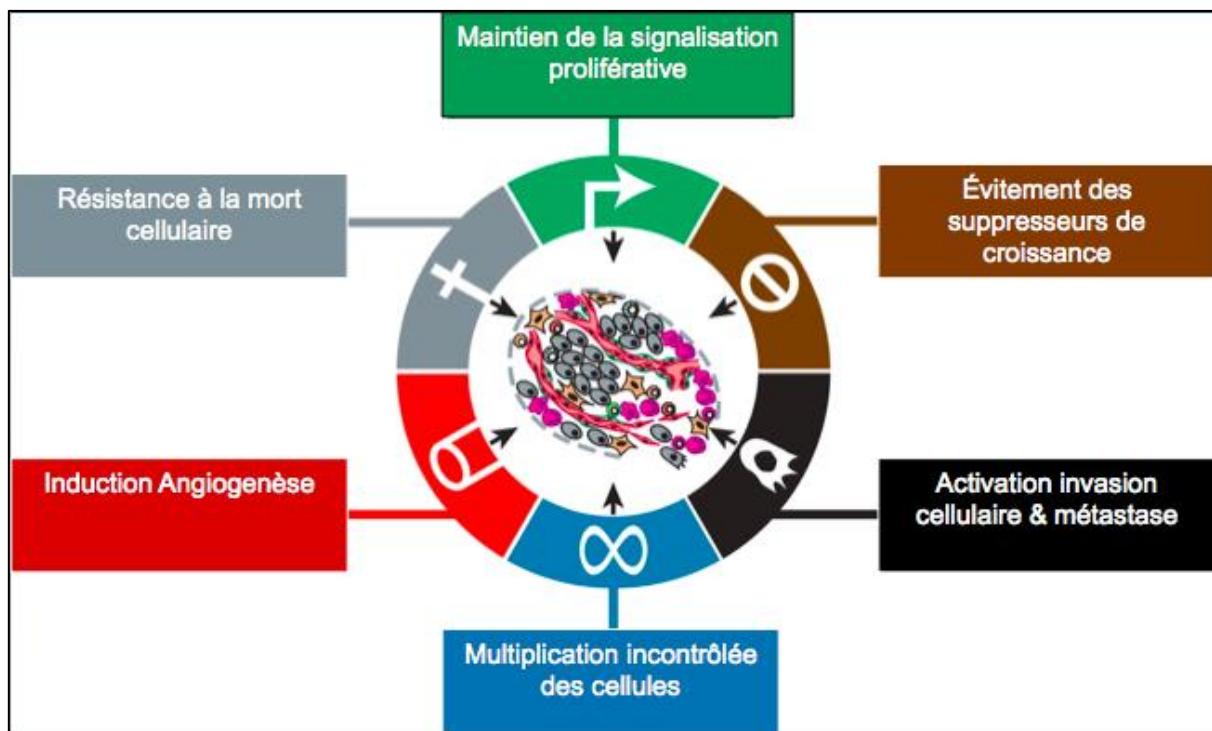 Maintien de la signalisation
proliférative
Résistance à la mort
cellulaire
Évitement des
suppresseurs de
croissance
Induction Angiogenèse
Activation invasion
cellulaire & métastase
Multiplication incontrôlée
des cellules